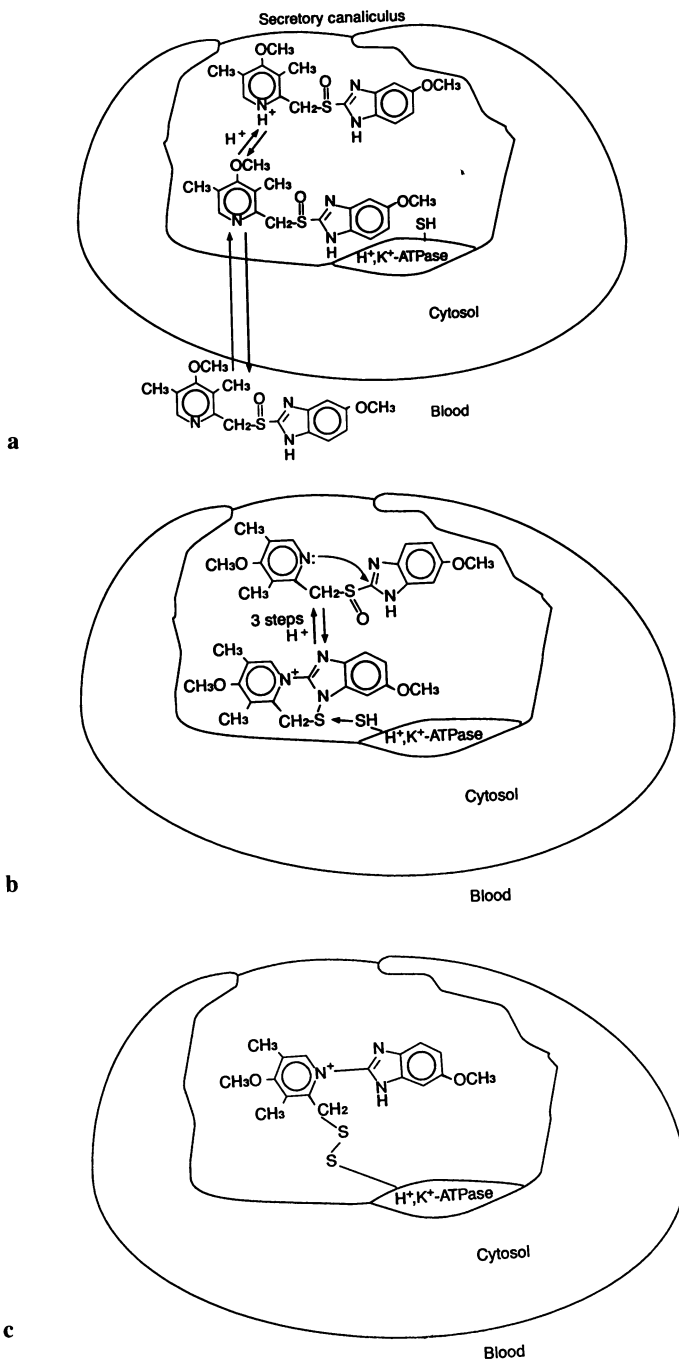 Secretory canaliculus
OCH₃
CH₃ CH₃ O
N OCH₃
N⁺ CH₂-S N
H H
H⁺
OCH₃
CH₃ CH₃ O
N OCH₃
N CH₂-S N SH
H
H⁺,K⁺-ATPase
Cytosol
OCH₃
CH₃ CH₃ O
N OCH₃ Blood
N CH₂-S N
H
a
CH₃
CH₃O N: N OCH₃
CH₃ CH₂-S N
O H
3 steps
H⁺
CH₃ N
CH₃O N⁺ OCH₃
N
CH₃ CH₂-S SH
H⁺,K⁺-ATPase
Cytosol
b
Blood
CH₃ N
CH₃O N⁺ OCH₃
CH₃ CH₂ N
H
S
S
H⁺,K⁺-ATPase
Cytosol
c
Blood